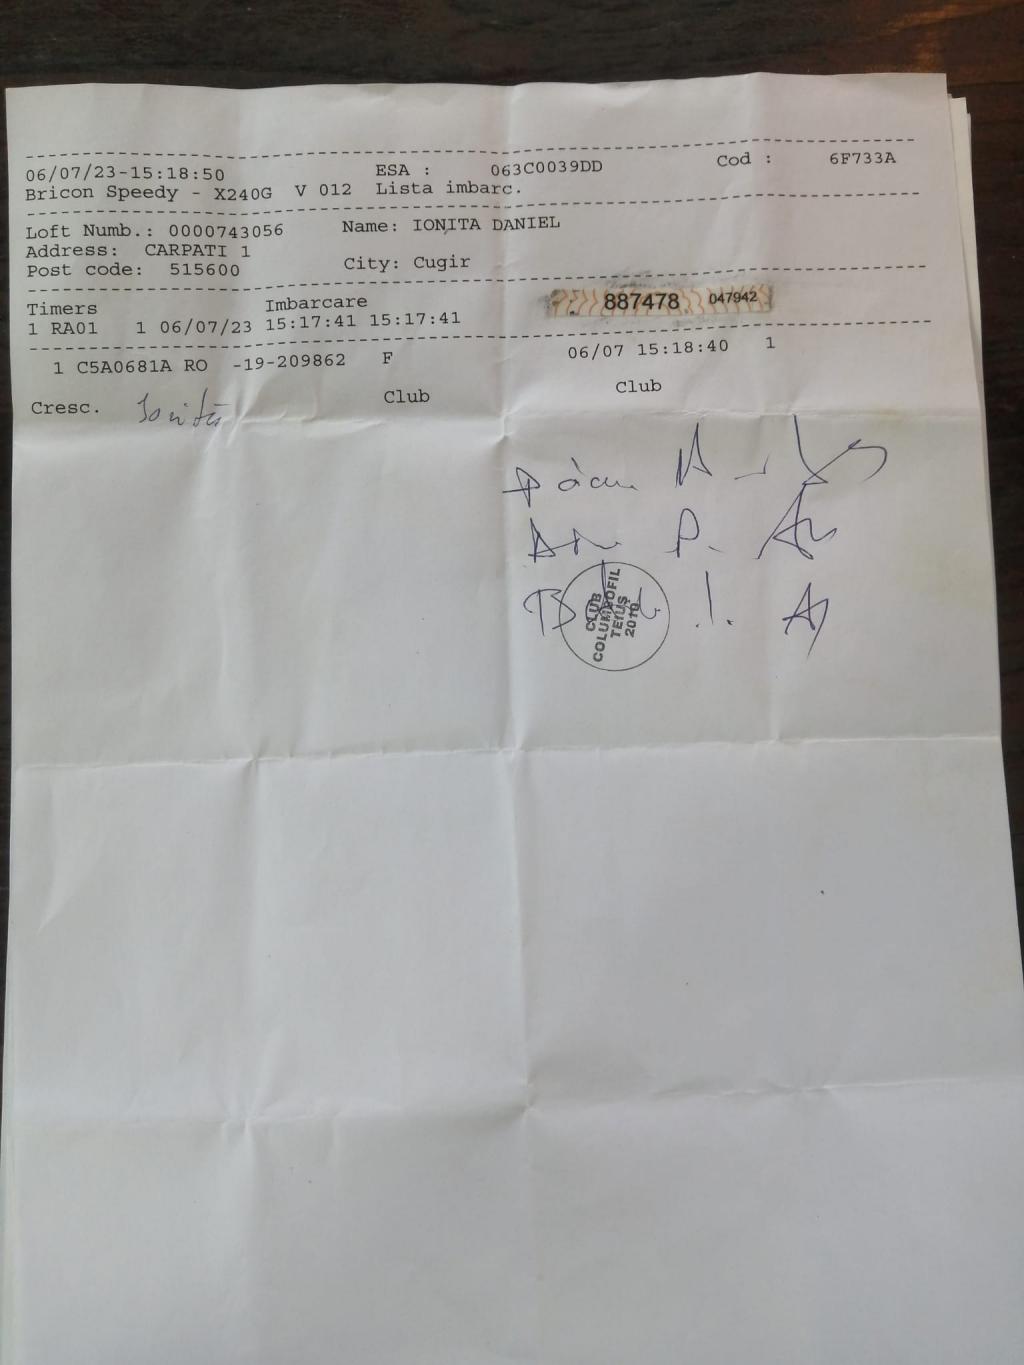 06/07/23-15:18:50 ESA : 063C0039DD Cod : 6F733A
Bricon Speedy - X240G V 012 Lista imbarc.
Loft Numb.: 0000743056 Name: IONITA DANIEL
Address: CARPATI 1
Post code: 515600 City: Cugir
Timers Imbarcare 887478 047942
1 RA01 1 06/07/23 15:17:41 15:17:41
1 C5A0681A RO -19-209862 F 06/07 15:18:40 1
Cresc. Ioniță Club Club
CLUB
COLUMBOFIL
TEIUȘ
2010